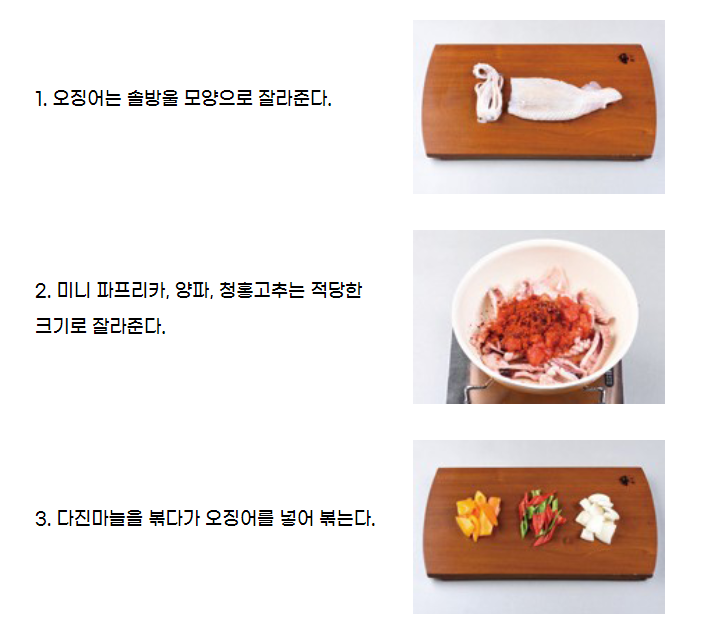 1. 오징어는 솔방울 모양으로 잘라준다.
2. 미니 파프리카, 양파, 청홍고추는 적당한
크기로 잘라준다.
3. 다진마늘을 볶다가 오징어를 넣어 볶는다.